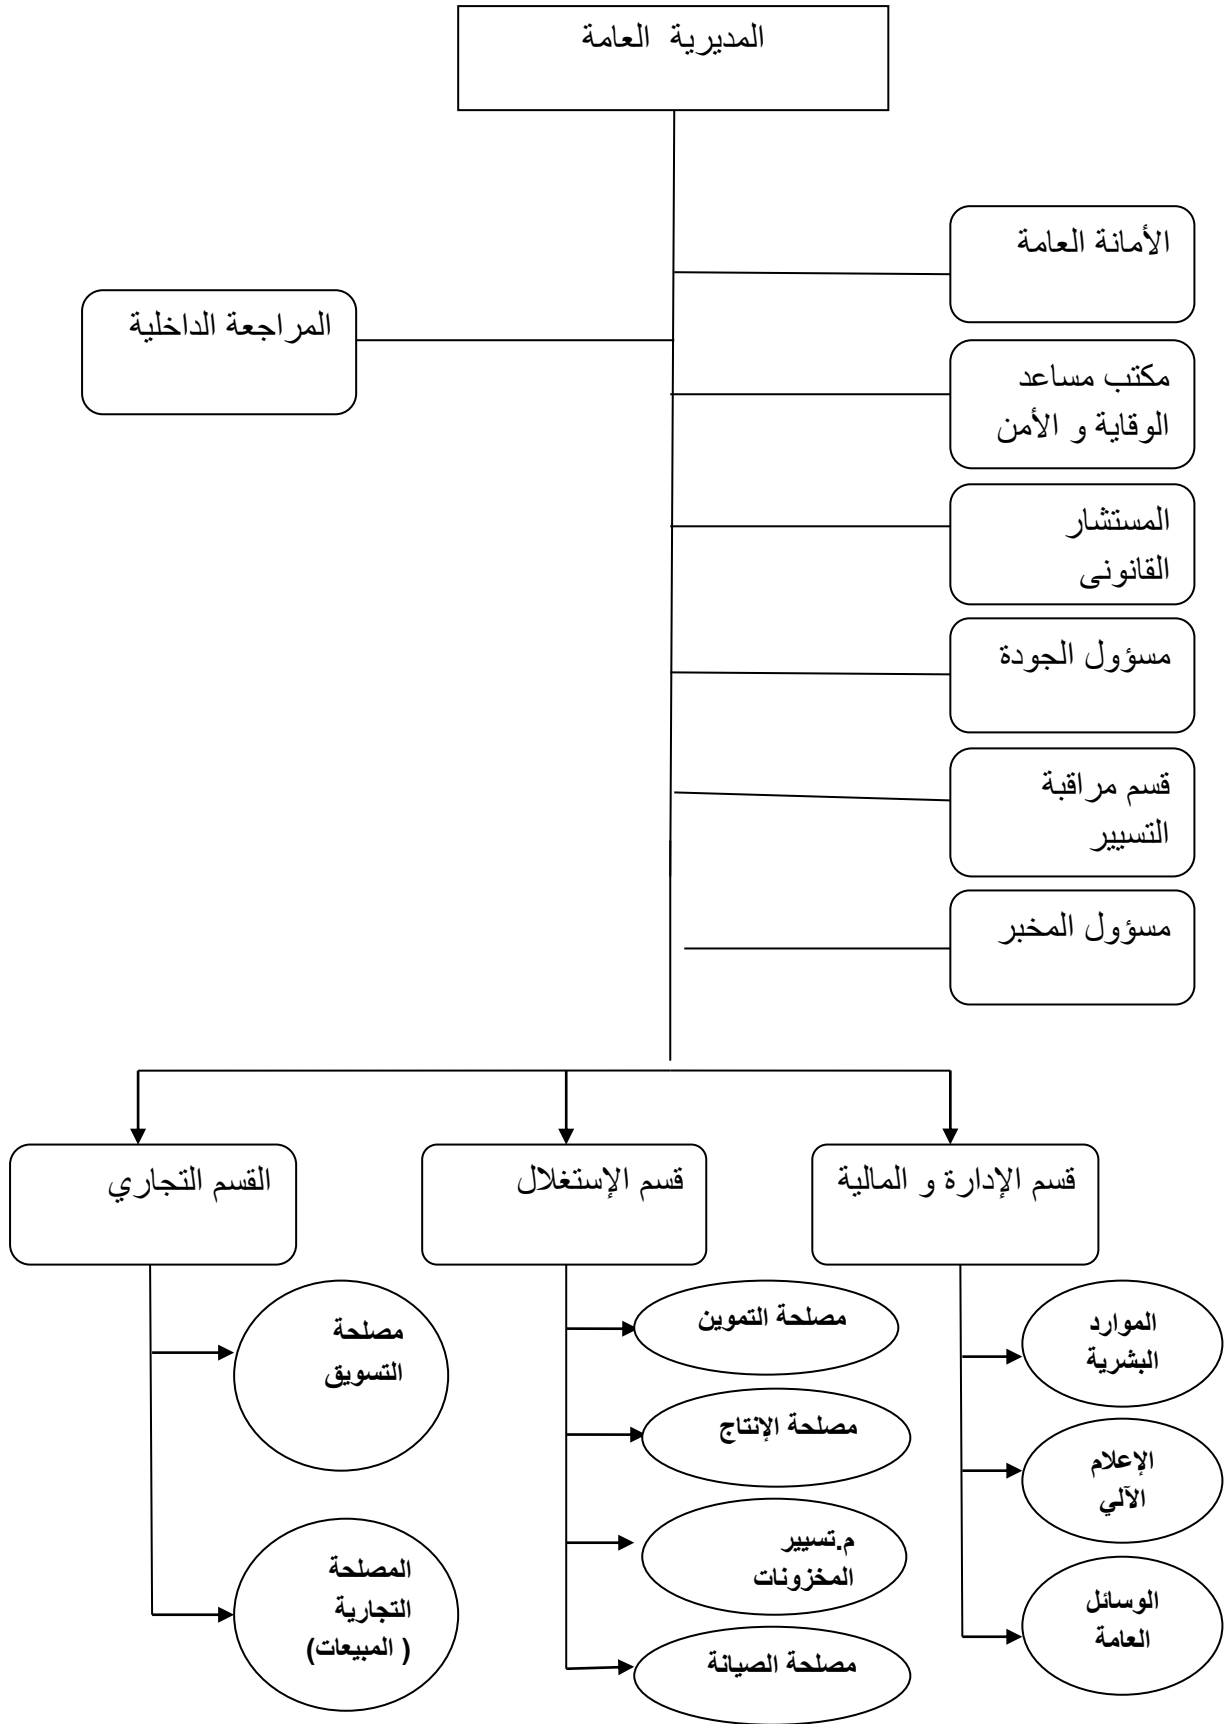 المديرية العامة
الأمانة العامة
المراجعة الداخلية
مكتب مساعد
الوقاية و الأمن
المستشار
القانونى
مسؤول الجودة
قسم مراقبة
التسيير
مسؤول المخبر
قسم الإدارة و المالية
قسم الإستغلال
القسم التجاري
الموارد
البشرية
الإعلام
الآلي
الوسائل
العامة
مصلحة التموين
مصلحة الإنتاج
م.تسيير
المخزونات
مصلحة الصيانة
مصلحة
التسويق
المصلحة
التجارية
( المبيعات)